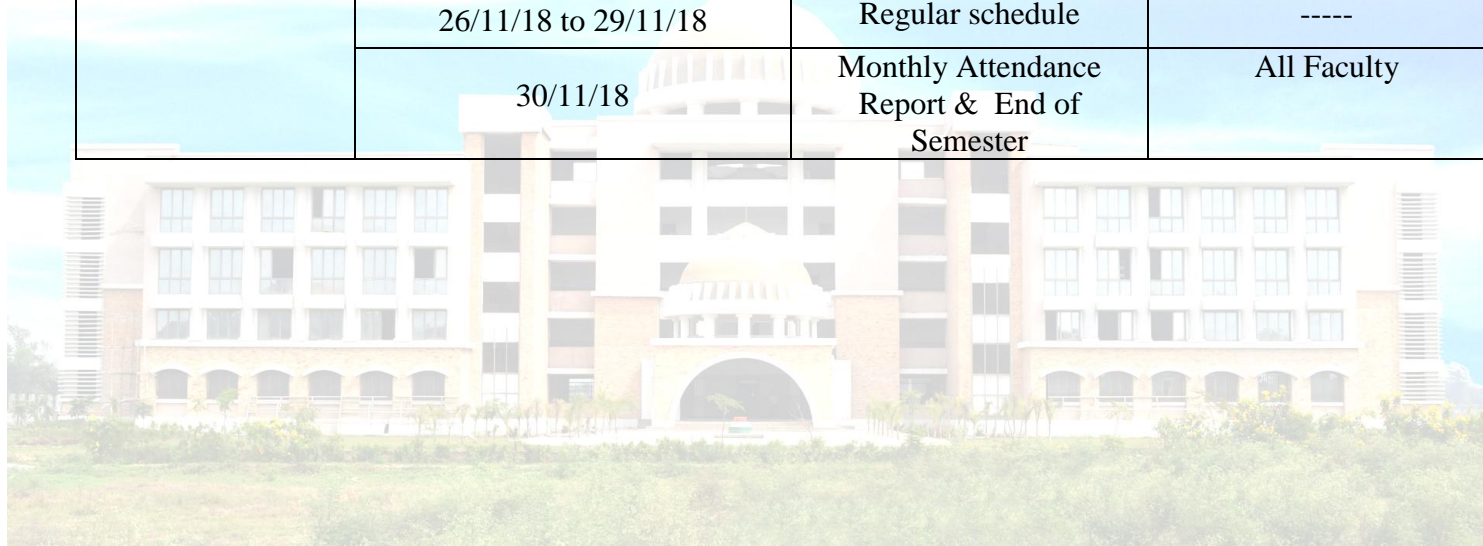 26/11/18 to 29/11/18 Regular schedule -----
30/11/18 Monthly Attendance Report & End of Semester All Faculty